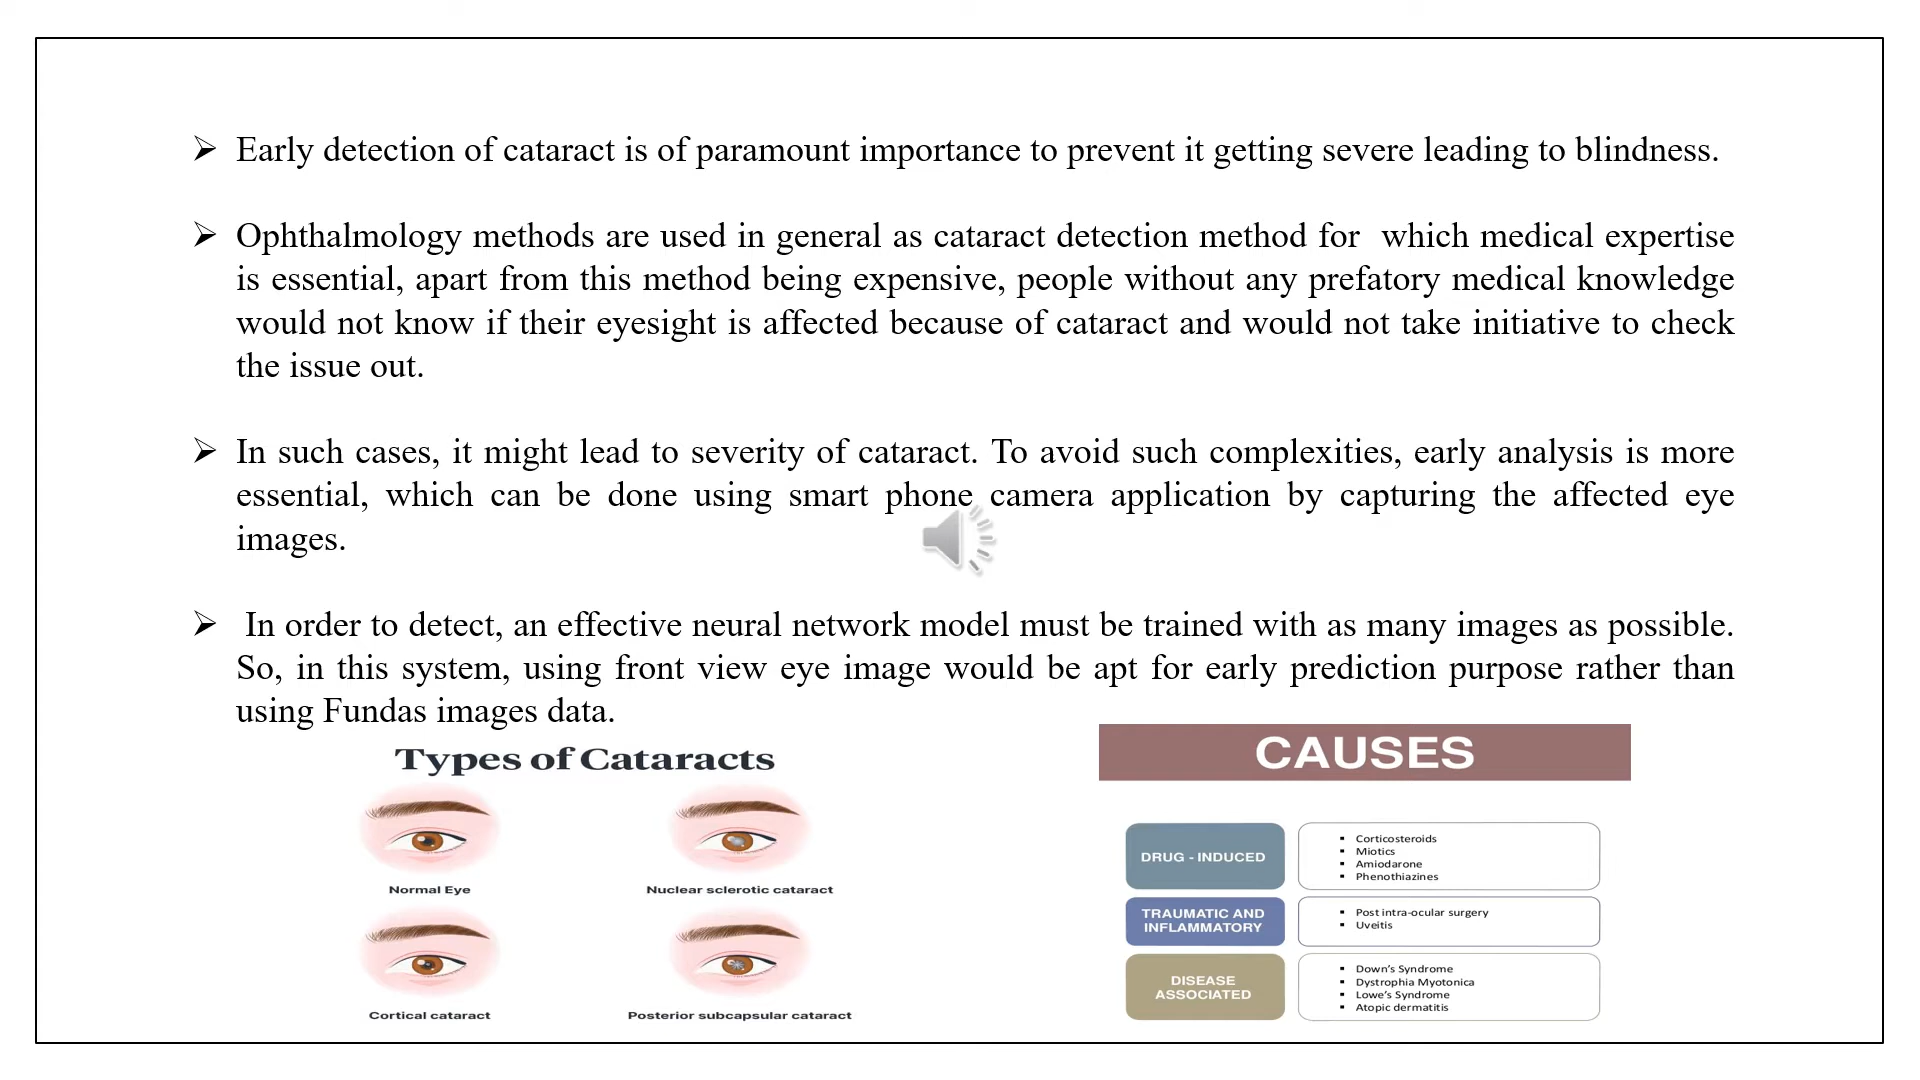 Early detection of cataract is of paramount importance to prevent it getting severe leading to blindness.
Ophthalmology methods are used in general as cataract detection method for which medical expertise
is essential, apart from this method being expensive, people without any prefatory medical knowledge
would not know if their eyesight is affected because of cataract and would not take initiative to check
the issue out.
In such cases, it might lead to severity of cataract. To avoid such complexities, early analysis is more
essential, which can be done using smart phone camera application by capturing the affected eye
images.
In order to detect, an effective neural network model must be trained with as many images as possible.
So, in this system, using front view eye image would be apt for early prediction purpose rather than
using Fundas images data.
Types of Cataracts
Normal Eye
Nuclear sclerotic cataract
Cortical cataract
Posterior subcapsular cataract
CAUSES
DRUG - INDUCED
Corticosteroids
Miotics
Amiodarone
Phenothiazines
TRAUMATIC AND
INFLAMMATORY
Post intra-ocular surgery
Uveitis
DISEASE
ASSOCIATED
Down's Syndrome
Dystrophia Myotonica
Lowe's Syndrome
Atopic dermatitis